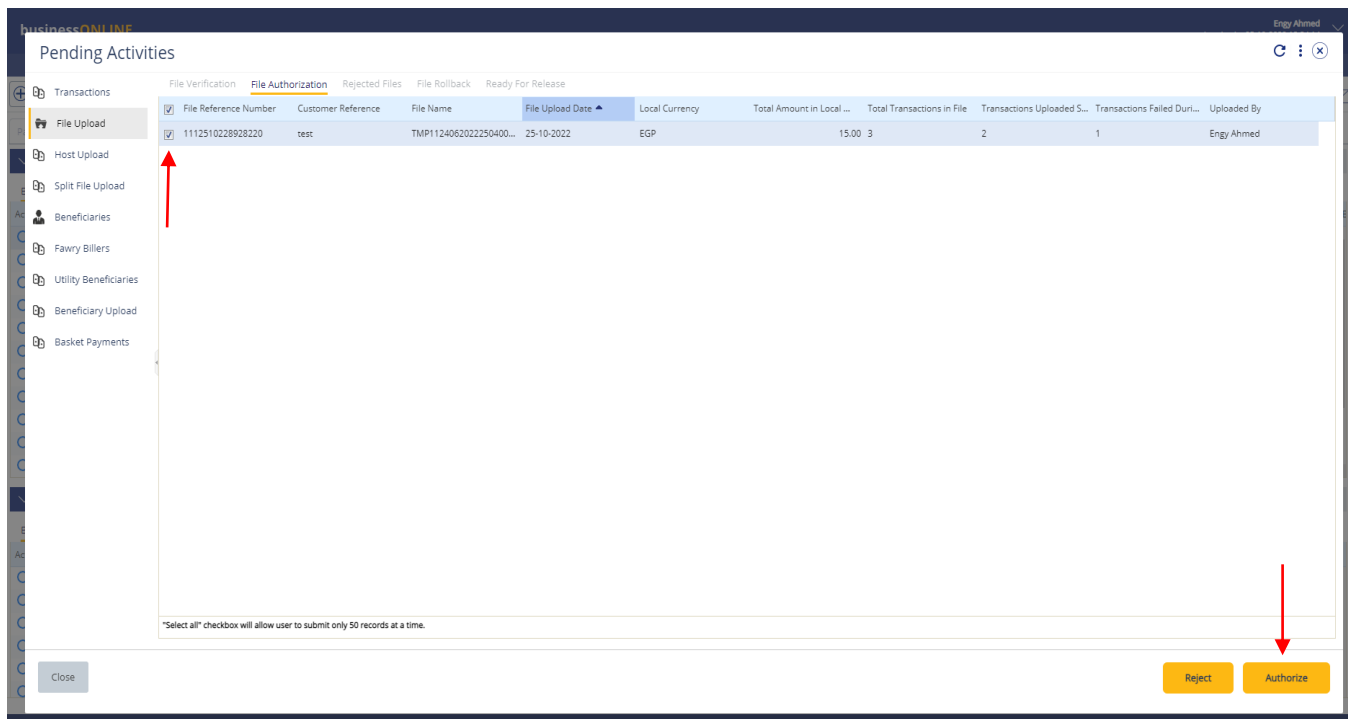 businessONLINE
Engy Ahmed
Pending Activities
File Verification File Authorization Rejected Files File Rollback Ready For Release
Transactions
File Upload
Host Upload
Split File Upload
Beneficiaries
Fawry Billers
Utility Beneficiaries
Beneficiary Upload
Basket Payments
File Reference Number Customer Reference File Name File Upload Date Local Currency Total Amount in Local ... Total Transactions in File Transactions Uploaded S... Transactions Failed Duri... Uploaded By
1112510228928220 test TMP1124062022250400... 25-10-2022 EGP 15.00 3 2 1 Engy Ahmed
"Select all" checkbox will allow user to submit only 50 records at a time.
Close
Reject
Authorize